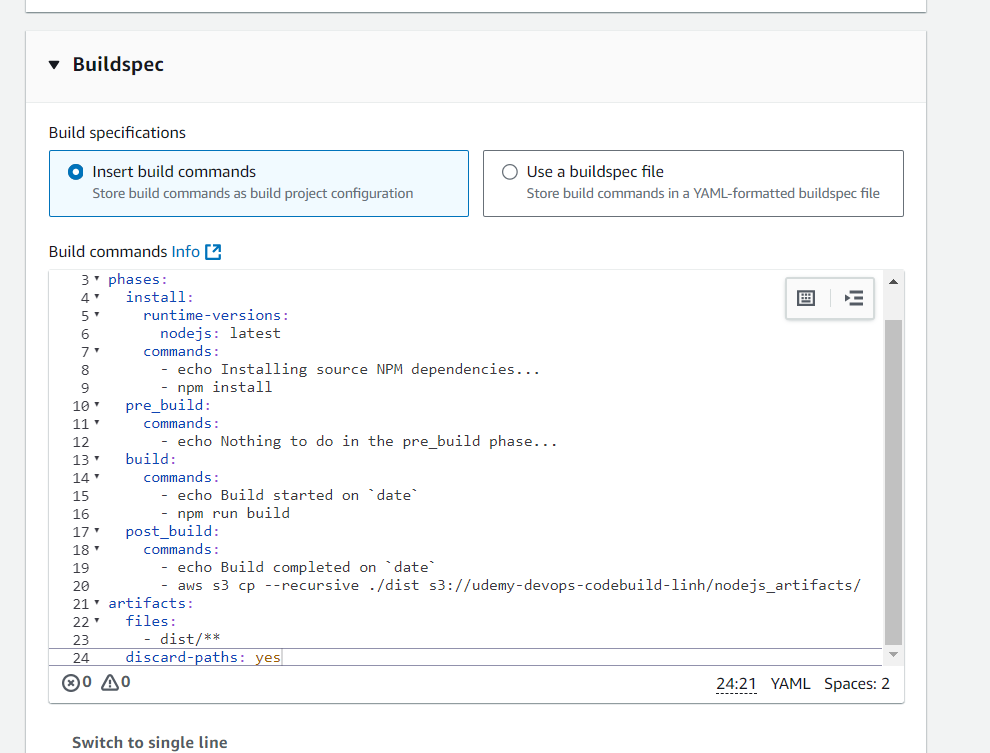 Buildspec
Build specifications
Insert build commands
Store build commands as build project configuration
Use a buildspec file
Store build commands in a YAML-formatted buildspec file
Build commands Info
3 phases:
4   install:
5     runtime-versions:
6       nodejs: latest
7     commands:
8       - echo Installing source NPM dependencies...
9       - npm install
10   pre_build:
11     commands:
12       - echo Nothing to do in the pre_build phase...
13   build:
14     commands:
15       - echo Build started on `date`
16       - npm run build
17   post_build:
18     commands:
19       - echo Build completed on `date`
20       - aws s3 cp --recursive ./dist s3://udemy-devops-codebuild-linh/nodejs_artifacts/
21 artifacts:
22   files:
23     - dist/**
24   discard-paths: yes
0 0 24:21 YAML Spaces: 2
Switch to single line